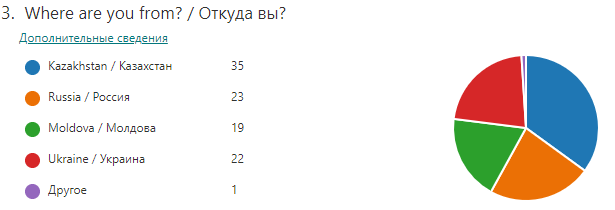 3. Where are you from? / Откуда вы?
Дополнительные сведения
Kazakhstan / Казахстан 35
Russia / Россия 23
Moldova / Молдова 19
Ukraine / Украина 22
Другое 1